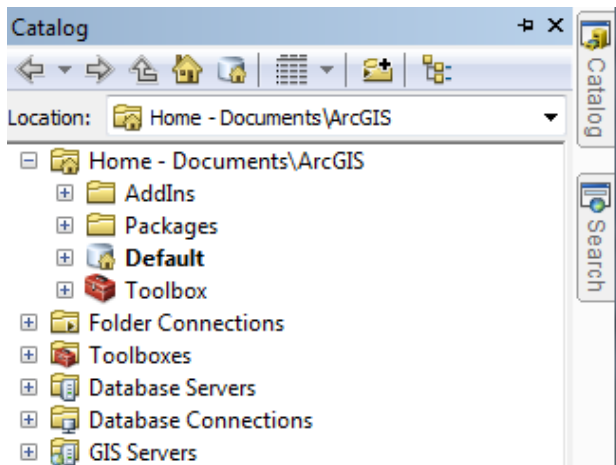 Catalog
Location: Home - Documents\ArcGIS
Home - Documents\ArcGIS
AddIns
Packages
Default
Toolbox
Folder Connections
Toolboxes
Database Servers
Database Connections
GIS Servers
Catalog
Search